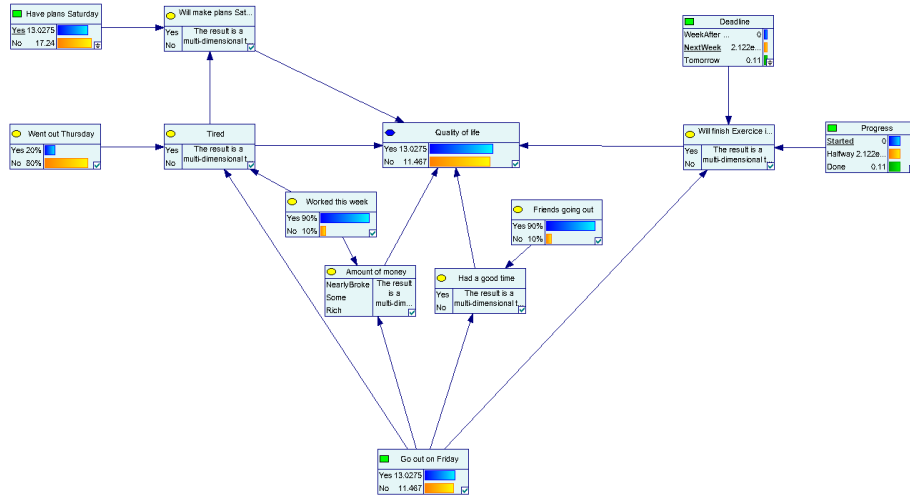 Have plans Saturday
Yes 13.0275
No 17.24
Will make plans Sat...
Yes
No
The result is a
multi-dimensional t
Deadline
WeekAfter ... 0
NextWeek 2.122e...
Tomorrow 0.11
Went out Thursday
Yes 20%
No 80%
Tired
Yes
No
The result is a
multi-dimensional t
Quality of life
Yes 13.0275
No 11.467
Will finish Exercice i...
Yes
No
The result is a
multi-dimensional t
Progress
Started 0
Halfway 2.122e...
Done 0.11
Worked this week
Yes 90%
No 10%
Friends going out
Yes 90%
No 10%
Amount of money
NearlyBroke
Some
Rich
The result
is a
multi-dim...
Had a good time
Yes
No
The result is a
multi-dimensional t
Go out on Friday
Yes 13.0275
No 11.467